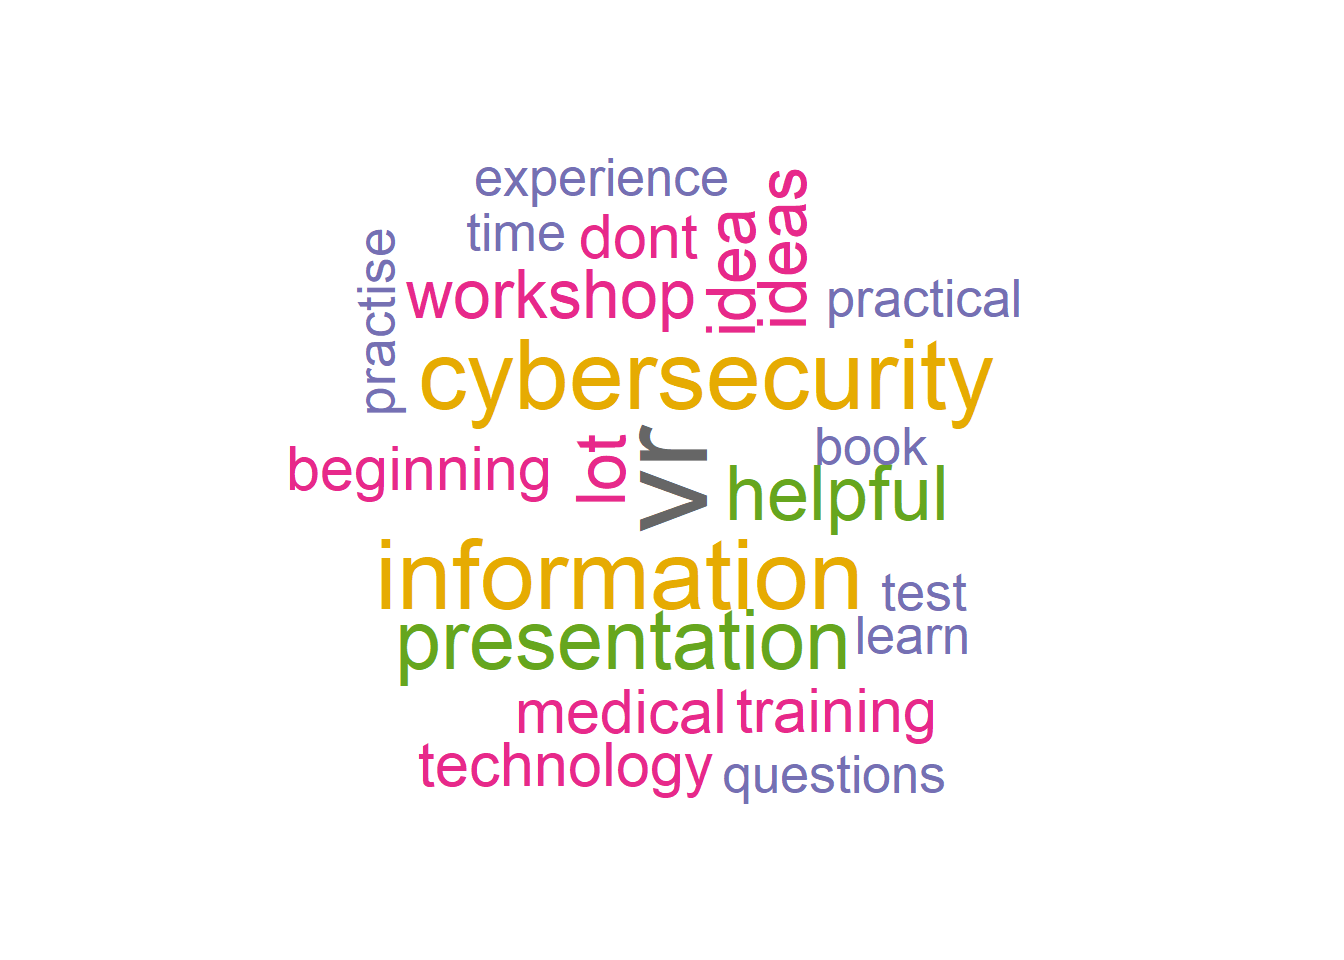 experience
time dont
idea
ideas
practise
workshop
practical
cybersecurity
beginning
lot
vr
book
helpful
information
test
presentation
learn
medical training
technology
questions